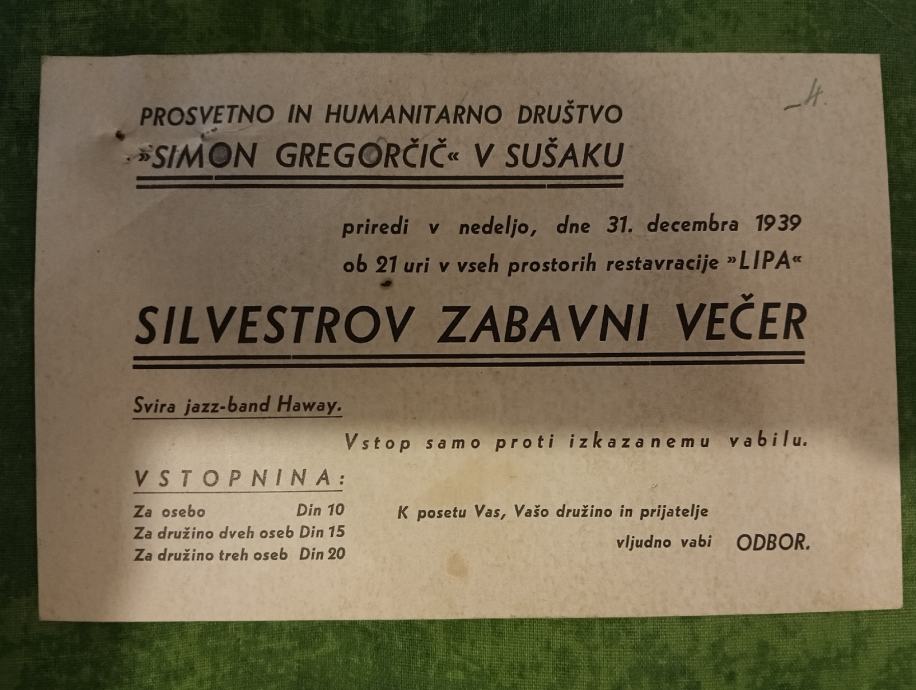 4.
PROSVETNO IN HUMANITARNO DRUŠTVO
»SIMON GREGORČIČ« V SUŠAKU
priredi v nedeljo, dne 31. decembra 1939
ob 21 uri v vseh prostorih restavracije »LIPA«
SILVESTROV ZABAVNI VEČER
Svira jazz-band Haway.
Vstop samo proti izkazanemu vabilu.
VSTOPNINA:
Za osebo Din 10
Za družino dveh oseb Din 15
Za družino treh oseb Din 20
K posetu Vas, Vašo družino in prijatelje
vljudno vabi ODBOR.